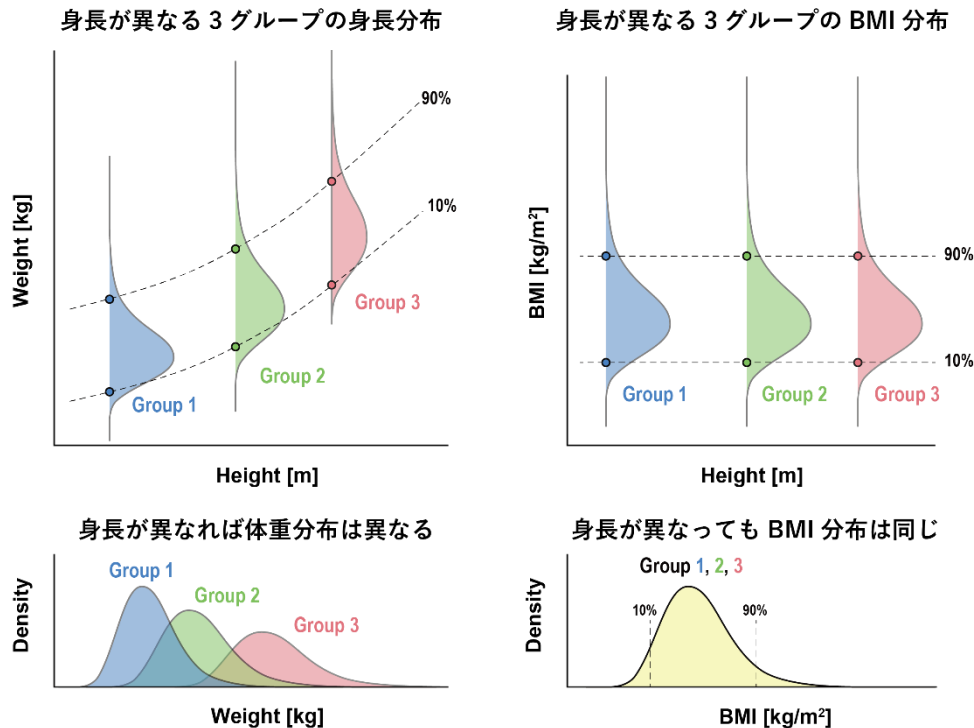 身長が異なる 3 グループの身長分布
Weight [kg]
90%
10%
Group 1
Group 2
Group 3
Height [m]
身長が異なる 3 グループの BMI 分布
BMI [kg/m²]
90%
10%
Group 1
Group 2
Group 3
Height [m]
身長が異なれば体重分布は異なる
Density
Group 1
Group 2
Group 3
Weight [kg]
身長が異なっても BMI 分布は同じ
Density
Group 1, 2, 3
10%
90%
BMI [kg/m²]